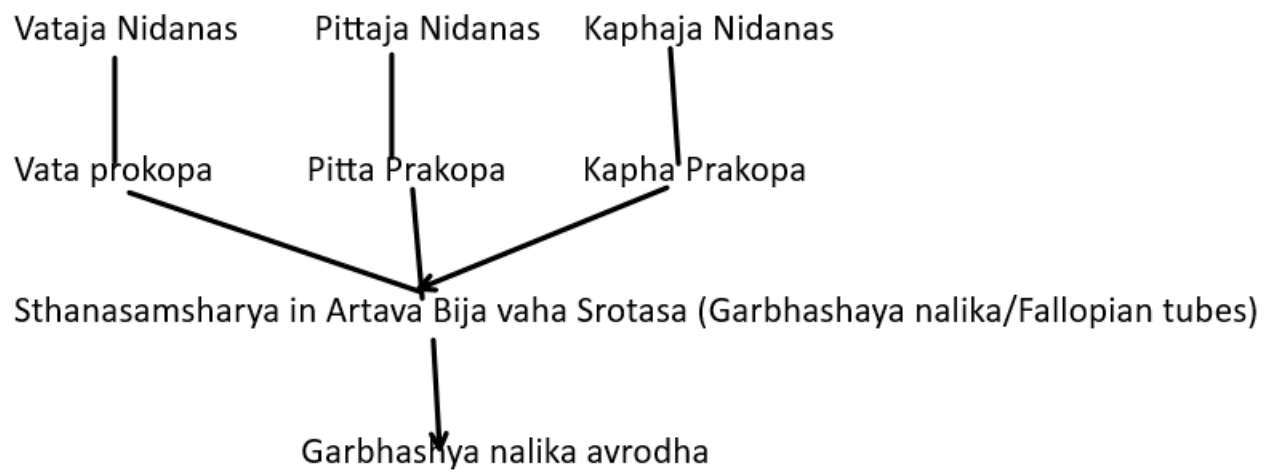 Vataja Nidanas Pittaja Nidanas Kaphaja Nidanas
Vata prokopa Pitta Prakopa Kapha Prakopa
Sthanasamsharya in Artava Bija vaha Srotasa (Garbhashaya nalika/Fallopian tubes)
Garbhashya nalika avrodha